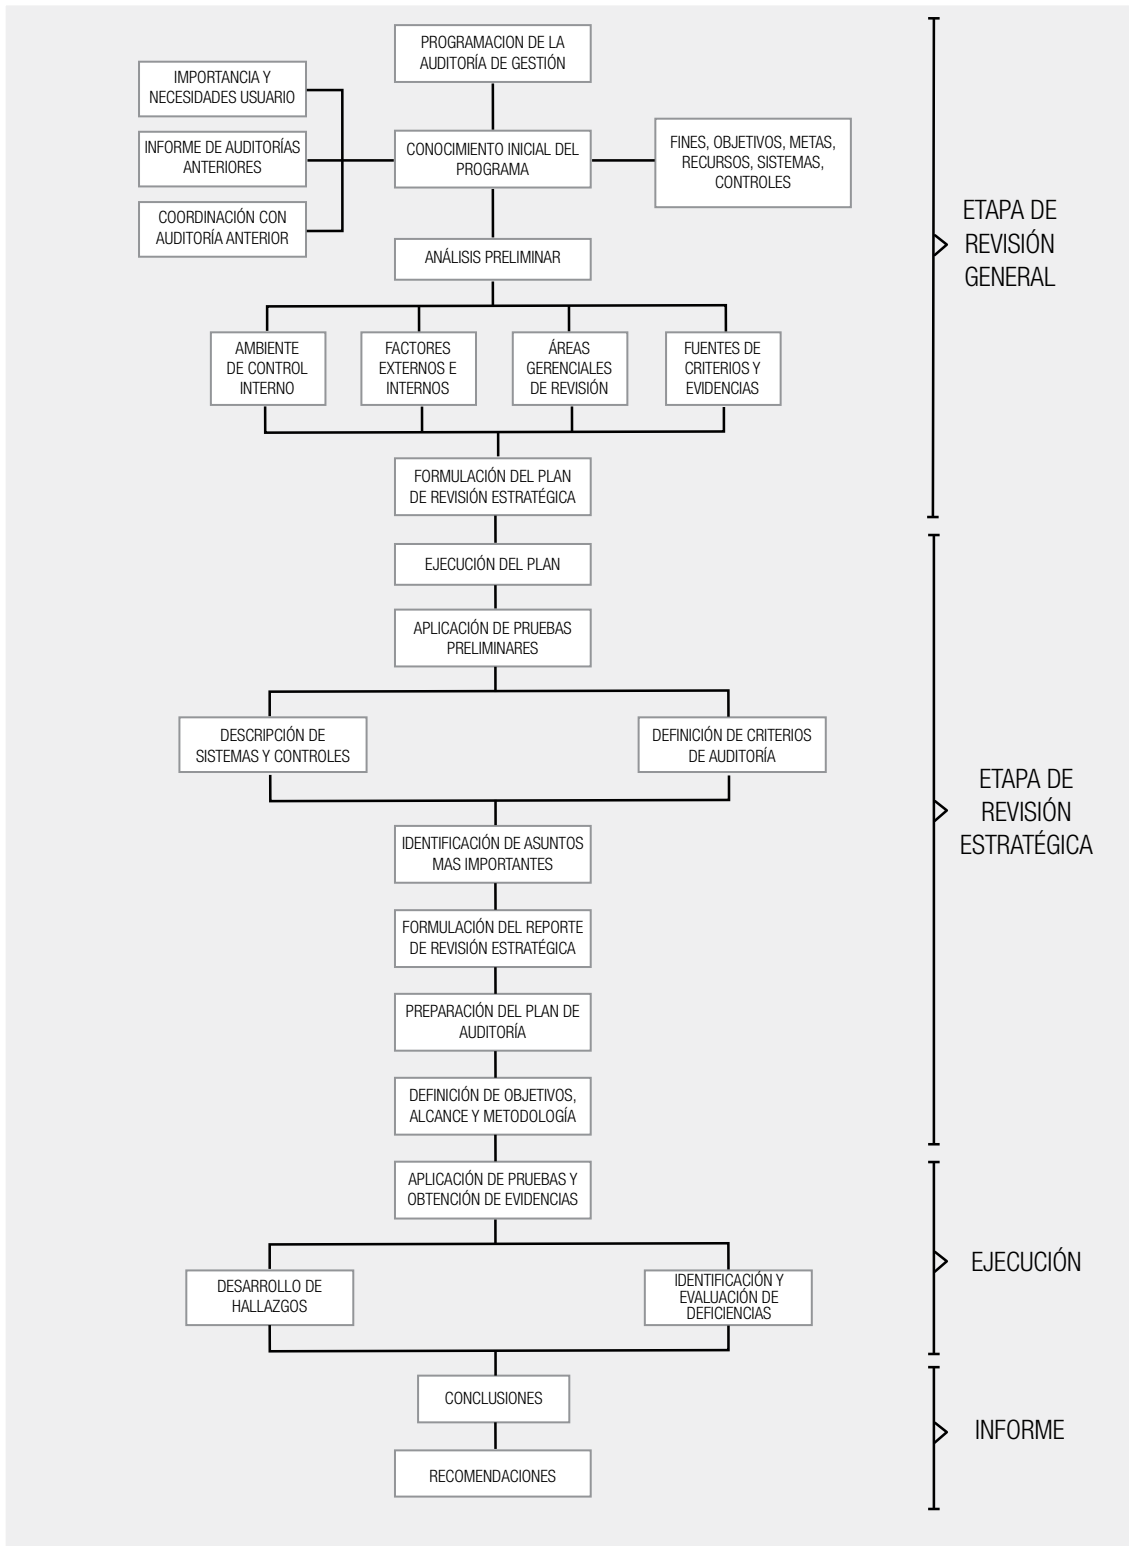 PROGRAMACION DE LA
AUDITORÍA DE GESTIÓN
IMPORTANCIA Y
NECESIDADES USUARIO
INFORME DE AUDITORÍAS
ANTERIORES
COORDINACIÓN CON
AUDITORÍA ANTERIOR
CONOCIMIENTO INICIAL DEL
PROGRAMA
FINES, OBJETIVOS, METAS,
RECURSOS, SISTEMAS,
CONTROLES
ANÁLISIS PRELIMINAR
AMBIENTE
DE CONTROL
INTERNO
FACTORES
EXTERNOS E
INTERNOS
ÁREAS
GERENCIALES
DE REVISIÓN
FUENTES DE
CRITERIOS Y
EVIDENCIAS
FORMULACIÓN DEL PLAN
DE REVISIÓN ESTRATÉGICA
ETAPA DE
REVISIÓN
GENERAL
EJECUCIÓN DEL PLAN
APLICACIÓN DE PRUEBAS
PRELIMINARES
DESCRIPCIÓN DE
SISTEMAS Y CONTROLES
DEFINICIÓN DE CRITERIOS
DE AUDITORÍA
IDENTIFICACIÓN DE ASUNTOS
MAS IMPORTANTES
FORMULACIÓN DEL REPORTE
DE REVISIÓN ESTRATÉGICA
PREPARACIÓN DEL PLAN DE
AUDITORÍA
DEFINICIÓN DE OBJETIVOS,
ALCANCE Y METODOLOGÍA
ETAPA DE
REVISIÓN
ESTRATÉGICA
APLICACIÓN DE PRUEBAS Y
OBTENCIÓN DE EVIDENCIAS
DESARROLLO DE
HALLAZGOS
IDENTIFICACIÓN Y
EVALUACIÓN DE
DEFICIENCIAS
EJECUCIÓN
CONCLUSIONES
RECOMENDACIONES
INFORME